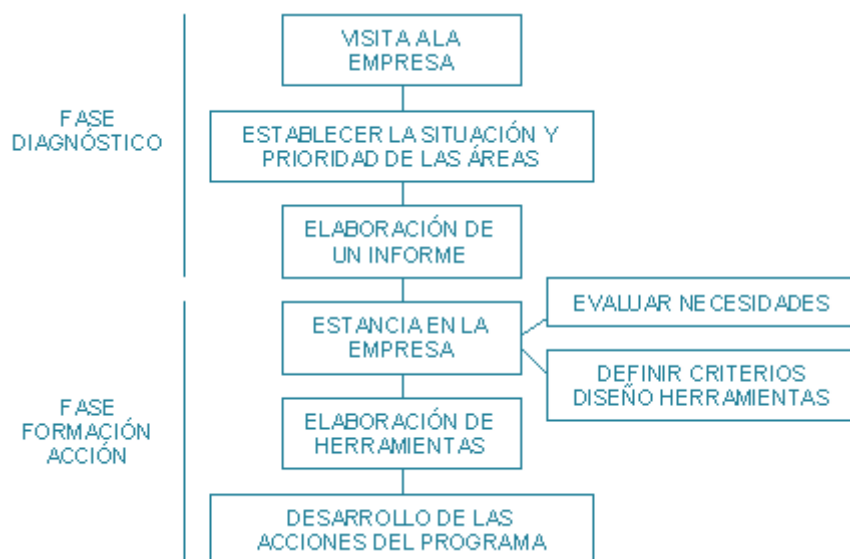 VISITA A LA
EMPRESA
FASE
DIAGNÓSTICO
ESTABLECER LA SITUACIÓN Y
PRIORIDAD DE LAS ÁREAS
ELABORACIÓN DE
UN INFORME
ESTANCIA EN LA
EMPRESA
EVALUAR NECESIDADES
DEFINIR CRITERIOS
DISEÑO HERRAMIENTAS
FASE
FORMACIÓN
ACCIÓN
ELABORACIÓN DE
HERRAMIENTAS
DESARROLLO DE LAS
ACCIONES DEL PROGRAMA